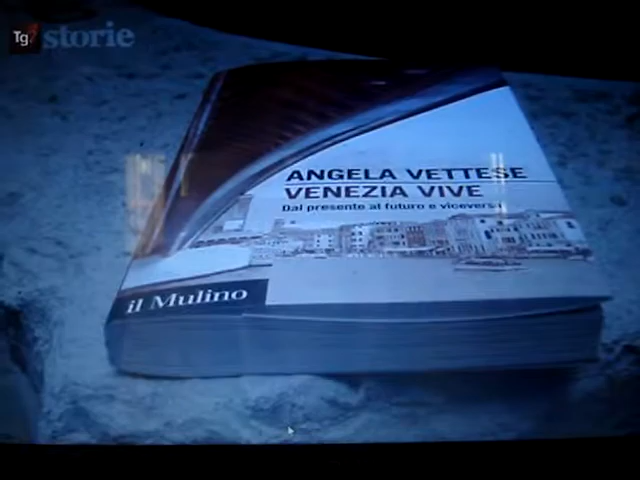 Tg1 storie
ANGELA VETTESE
VENEZIA VIVE
Dal presente al futuro e viceversa
il Mulino